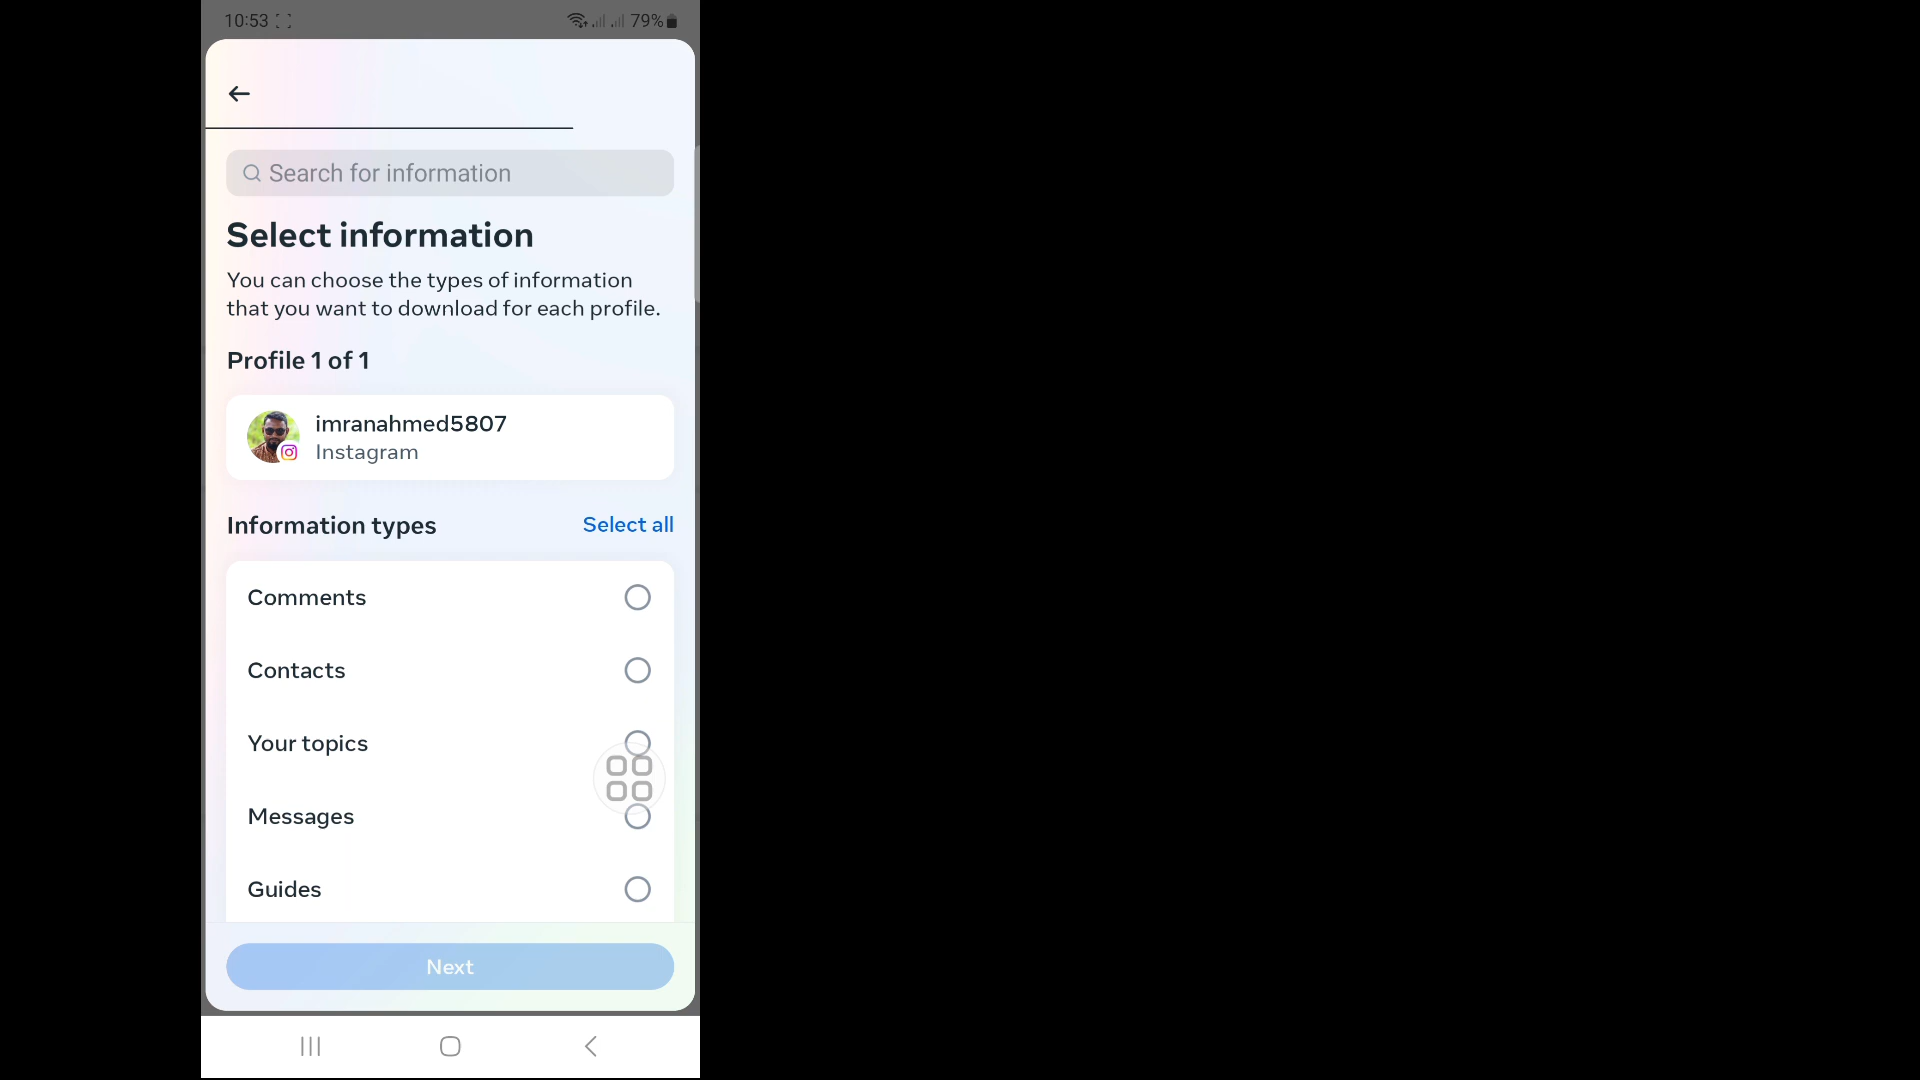 10:53
79%
Search for information
Select information
You can choose the types of information
that you want to download for each profile.
Profile 1 of 1
imranahmed5807
Instagram
Information types
Select all
Comments
Contacts
Your topics
Messages
Guides
Next